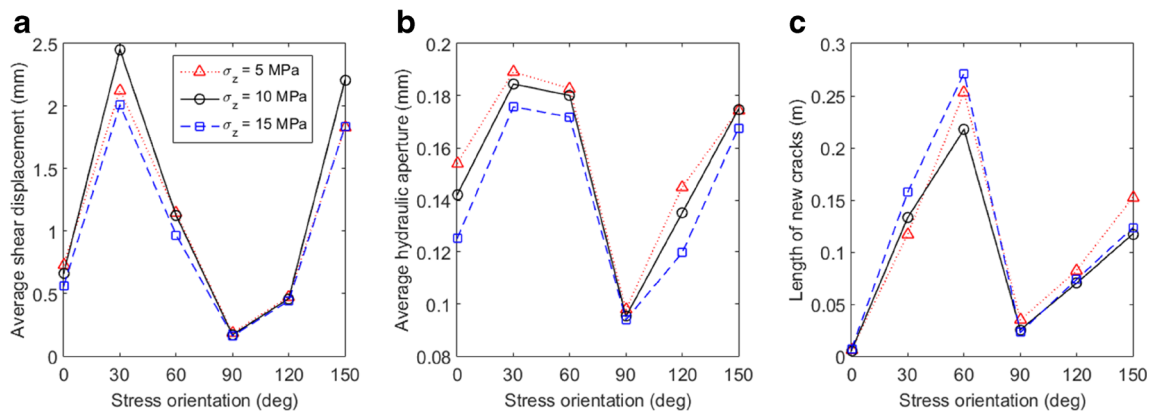 a
Average shear displacement (mm)
2.5
2
1.5
1
0.5
0
0 30 60 90 120 150
Stress orientation (deg)
σz = 5 MPa
σz = 10 MPa
σz = 15 MPa
b
Average hydraulic aperture (mm)
0.2
0.18
0.16
0.14
0.12
0.1
0.08
0 30 60 90 120 150
Stress orientation (deg)
c
Length of new cracks (m)
0.3
0.25
0.2
0.15
0.1
0.05
0
0 30 60 90 120 150
Stress orientation (deg)